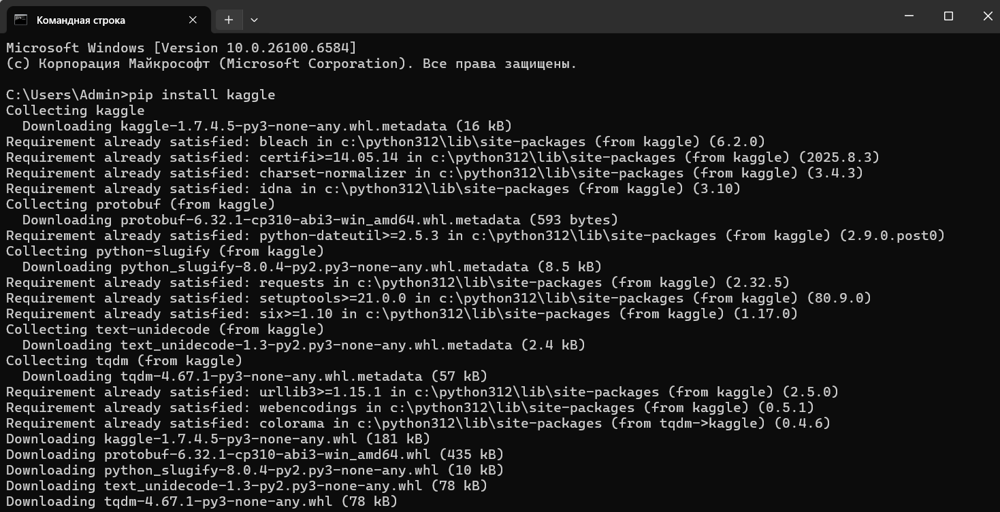 Командная строка
Microsoft Windows [Version 10.0.26100.6584]
(c) Корпорация Майкрософт (Microsoft Corporation). Все права защищены.
C:\Users\Admin>pip install kaggle
Collecting kaggle
  Downloading kaggle-1.7.4.5-py3-none-any.whl.metadata (16 kB)
Requirement already satisfied: bleach in c:\python312\lib\site-packages (from kaggle) (6.2.0)
Requirement already satisfied: certifi>=14.05.14 in c:\python312\lib\site-packages (from kaggle) (2025.8.3)
Requirement already satisfied: charset-normalizer in c:\python312\lib\site-packages (from kaggle) (3.4.3)
Requirement already satisfied: idna in c:\python312\lib\site-packages (from kaggle) (3.10)
Collecting protobuf (from kaggle)
  Downloading protobuf-6.32.1-cp310-abi3-win_amd64.whl.metadata (593 bytes)
Requirement already satisfied: python-dateutil>=2.5.3 in c:\python312\lib\site-packages (from kaggle) (2.9.0.post0)
Collecting python-slugify (from kaggle)
  Downloading python_slugify-8.0.4-py2.py3-none-any.whl.metadata (8.5 kB)
Requirement already satisfied: requests in c:\python312\lib\site-packages (from kaggle) (2.32.5)
Requirement already satisfied: setuptools>=21.0.0 in c:\python312\lib\site-packages (from kaggle) (80.9.0)
Requirement already satisfied: six>=1.10 in c:\python312\lib\site-packages (from kaggle) (1.17.0)
Collecting text-unidecode (from kaggle)
  Downloading text_unidecode-1.3-py2.py3-none-any.whl.metadata (2.4 kB)
Collecting tqdm (from kaggle)
  Downloading tqdm-4.67.1-py3-none-any.whl.metadata (57 kB)
Requirement already satisfied: urllib3>=1.15.1 in c:\python312\lib\site-packages (from kaggle) (2.5.0)
Requirement already satisfied: webencodings in c:\python312\lib\site-packages (from kaggle) (0.5.1)
Requirement already satisfied: colorama in c:\python312\lib\site-packages (from tqdm->kaggle) (0.4.6)
Downloading kaggle-1.7.4.5-py3-none-any.whl (181 kB)
Downloading protobuf-6.32.1-cp310-abi3-win_amd64.whl (435 kB)
Downloading python_slugify-8.0.4-py2.py3-none-any.whl (10 kB)
Downloading text_unidecode-1.3-py2.py3-none-any.whl (78 kB)
Downloading tqdm-4.67.1-py3-none-any.whl (78 kB)